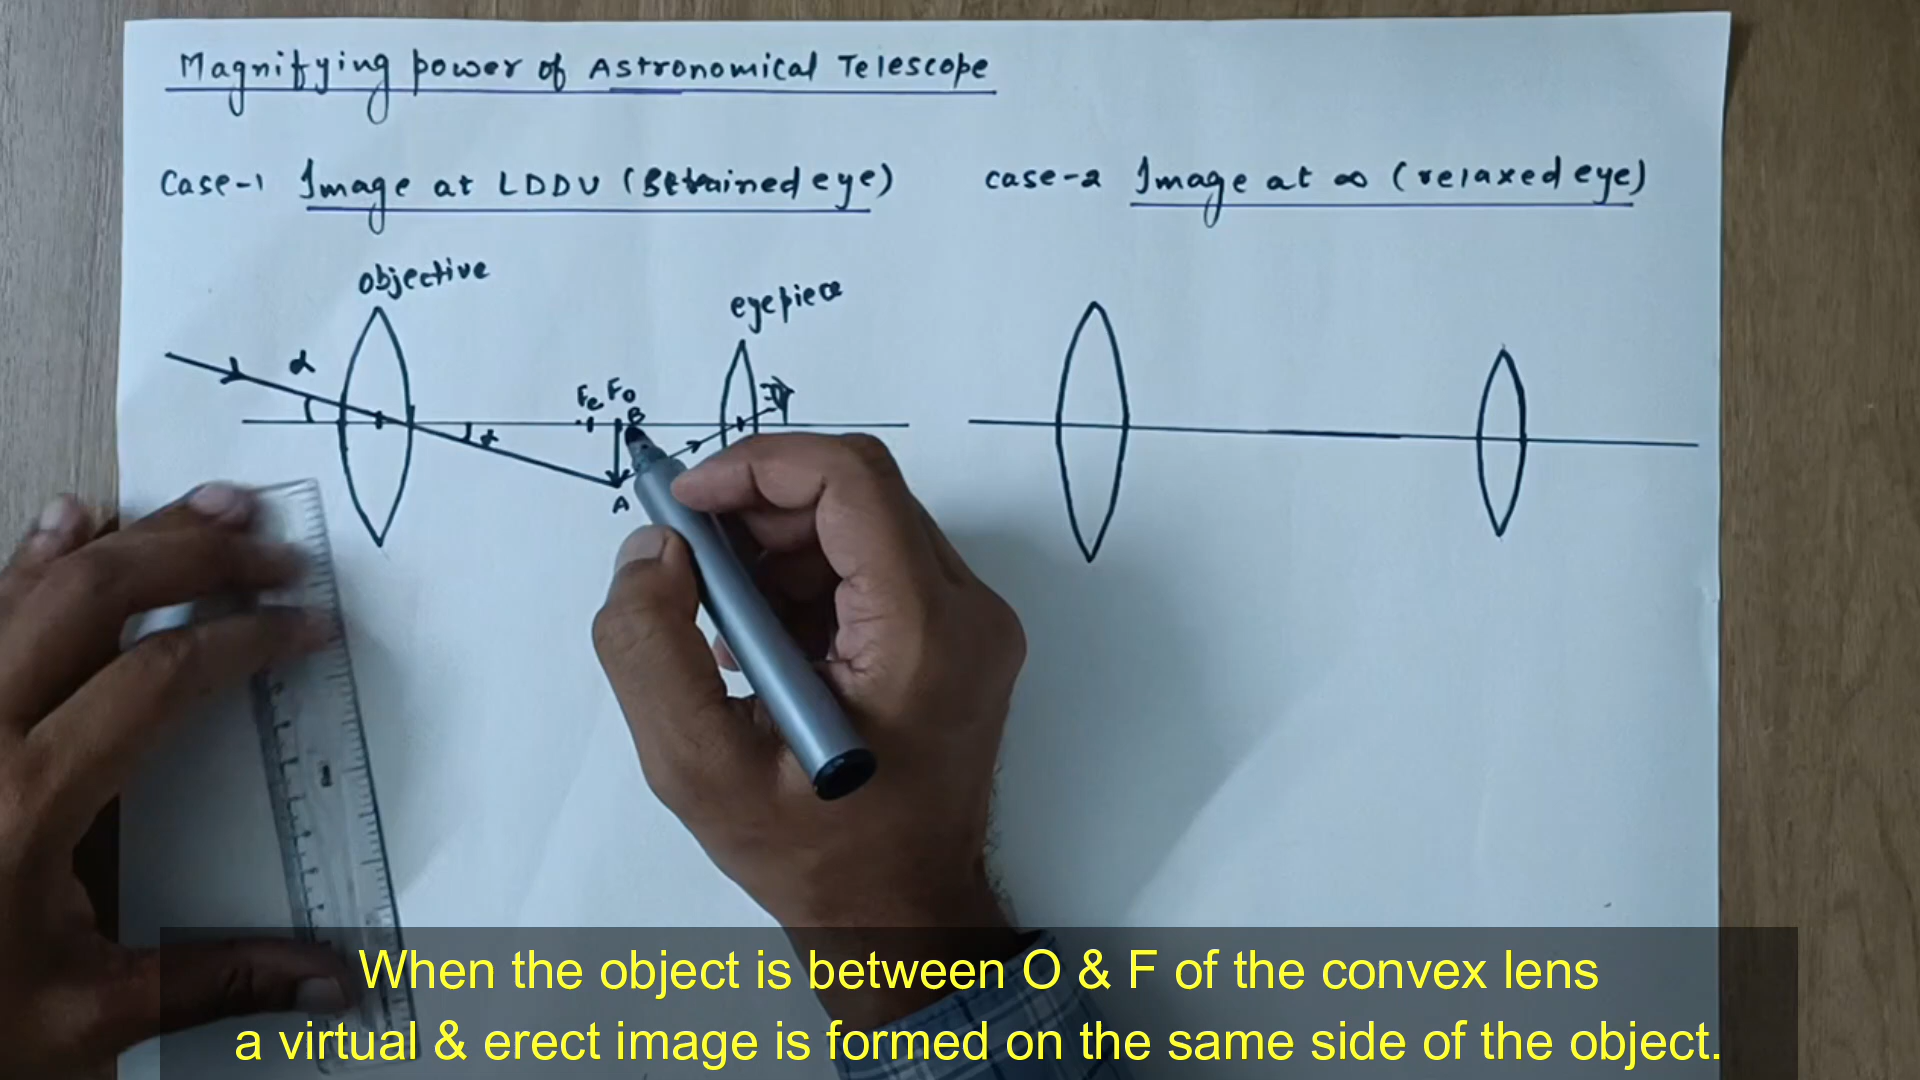 Magnifying power of Astronomical Telescope
Case-1 Image at LDDV (Strained eye)
case-2 Image at ∞ (relaxed eye)
objective
eyepiece
α
Fe Fo
B
α
A
When the object is between O & F of the convex lens
a virtual & erect image is formed on the same side of the object.